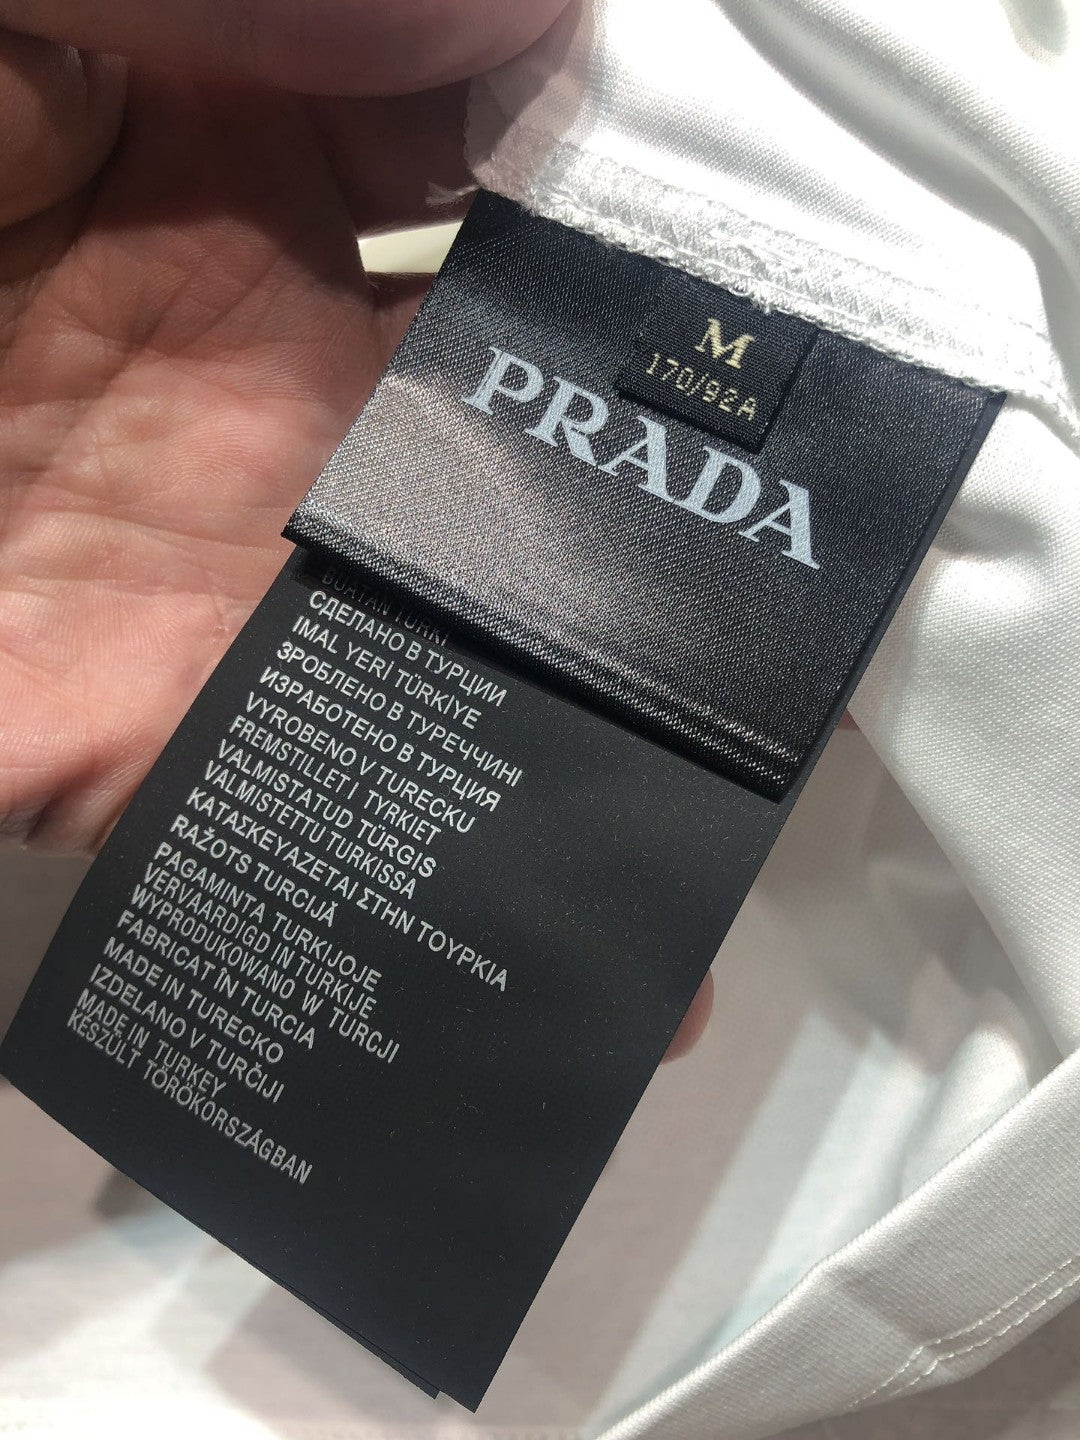 M
170/92A
PRADA
BUATAN TURKI
СДЕЛАНО В ТУРЦИИ
IMAL YERİ TÜRKİYE
ЗРОБЛЕНО В ТУРЕЧЧИНІ
ИЗРАБОТЕНО В ТУРЦИЯ
VYROBENO V TURECKU
FREMSTILLET I TYRKIET
VALMISTATUD TÜRGIS
VALMISTETTU TURKISSA
ΚΑΤΑΣΚΕΥΑΖΕΤΑΙ ΣΤΗΝ ΤΟΥΡΚΙΑ
RAŽOTS TURCIJĀ
PAGAMINTA TURKIJOJE
VERVAARDIGD IN TURKIJE
WYPRODUKOWANO W TURCJI
FABRICAT ÎN TURCIA
MADE IN TURECKO
IZDELANO V TURČIJI
MADE IN TURKEY
KÉSZÜLT TÖRÖKORSZÁGBAN